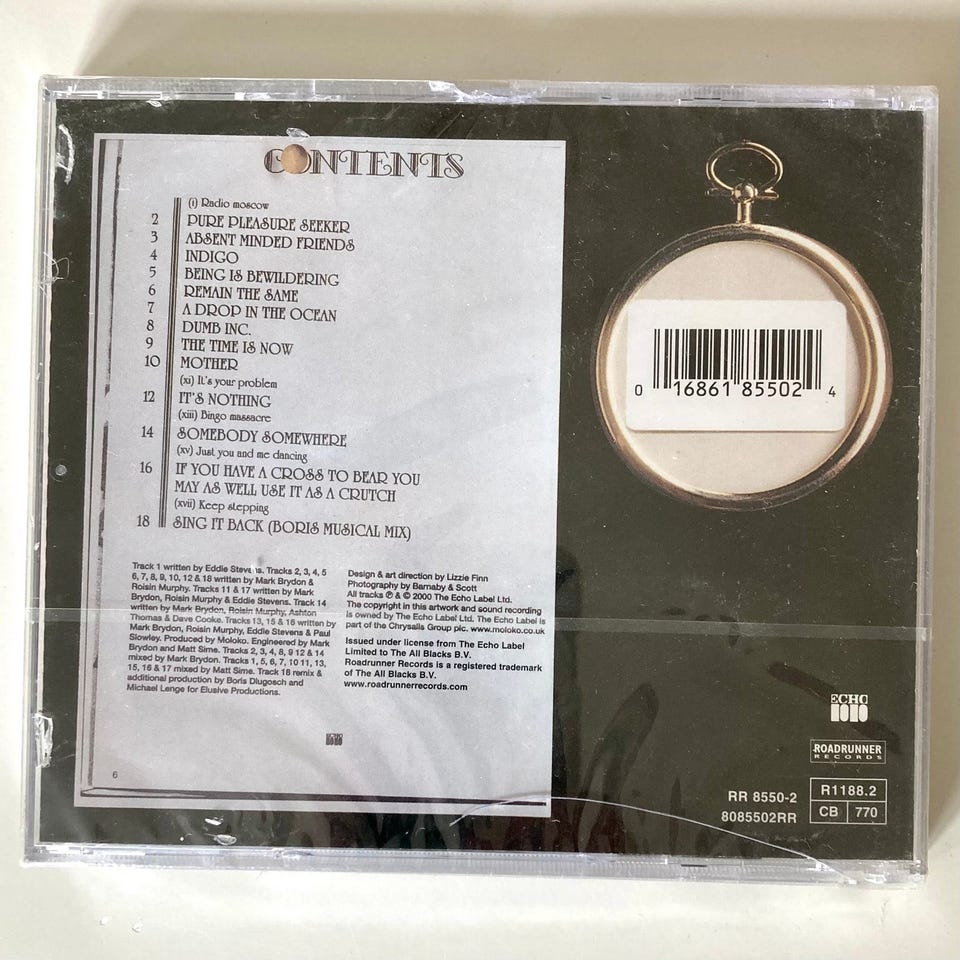 CONTENTS
(i) Radio moscow
2 PURE PLEASURE SEEKER
3 ABSENT MINDED FRIENDS
4 INDIGO
5 BEING IS BEWILDERING
6 REMAIN THE SAME
7 A DROP IN THE OCEAN
8 DUMB INC.
9 THE TIME IS NOW
10 MOTHER
(xi) It's your problem
12 IT'S NOTHING
(xiii) Bingo massacre
14 SOMEBODY SOMEWHERE
(xv) Just you and me dancing
16 IF YOU HAVE A CROSS TO BEAR YOU
MAY AS WELL USE IT AS A CRUTCH
(xvii) Keep stepping
18 SING IT BACK (BORIS MUSICAL MIX)
Track 1 written by Eddie Stevens. Tracks 2, 3, 4, 5
6, 7, 8, 9, 10, 12 & 18 written by Mark Brydon &
Roisin Murphy. Tracks 11 & 17 written by Mark
Brydon, Roisin Murphy & Eddie Stevens. Track 14
written by Mark Brydon, Roisin Murphy, Ashton
Thomas & Dave Cooke. Tracks 13, 15 & 16 written by
Mark Brydon, Roisin Murphy, Eddie Stevens & Paul
Slowley. Produced by Moloko. Engineered by Mark
Brydon and Matt Sime. Tracks 2, 3, 4, 8, 9 12 & 14
mixed by Mark Brydon. Tracks 1, 5, 6, 7, 10 11, 13,
15, 16 & 17 mixed by Matt Sime. Track 18 remix &
additional production by Boris Dlugosch and
Michael Lenge for Elusive Productions.
Design & art direction by Lizzie Finn
Photography by Barnaby & Scott
All tracks ℗ & © 2000 The Echo Label Ltd.
The copyright in this artwork and sound recording
is owned by The Echo Label Ltd. The Echo Label is
part of the Chrysalis Group plc. www.moloko.co.uk
Issued under license from The Echo Label
Limited to The All Blacks B.V.
Roadrunner Records is a registered trademark
of The All Blacks B.V.
www.roadrunnerrecords.com
ECHO
6
0 16861 85502 4
ECHO
ROADRUNNER
RECORDS
RR 8550-2
8085502RR
R1188.2
CB 770